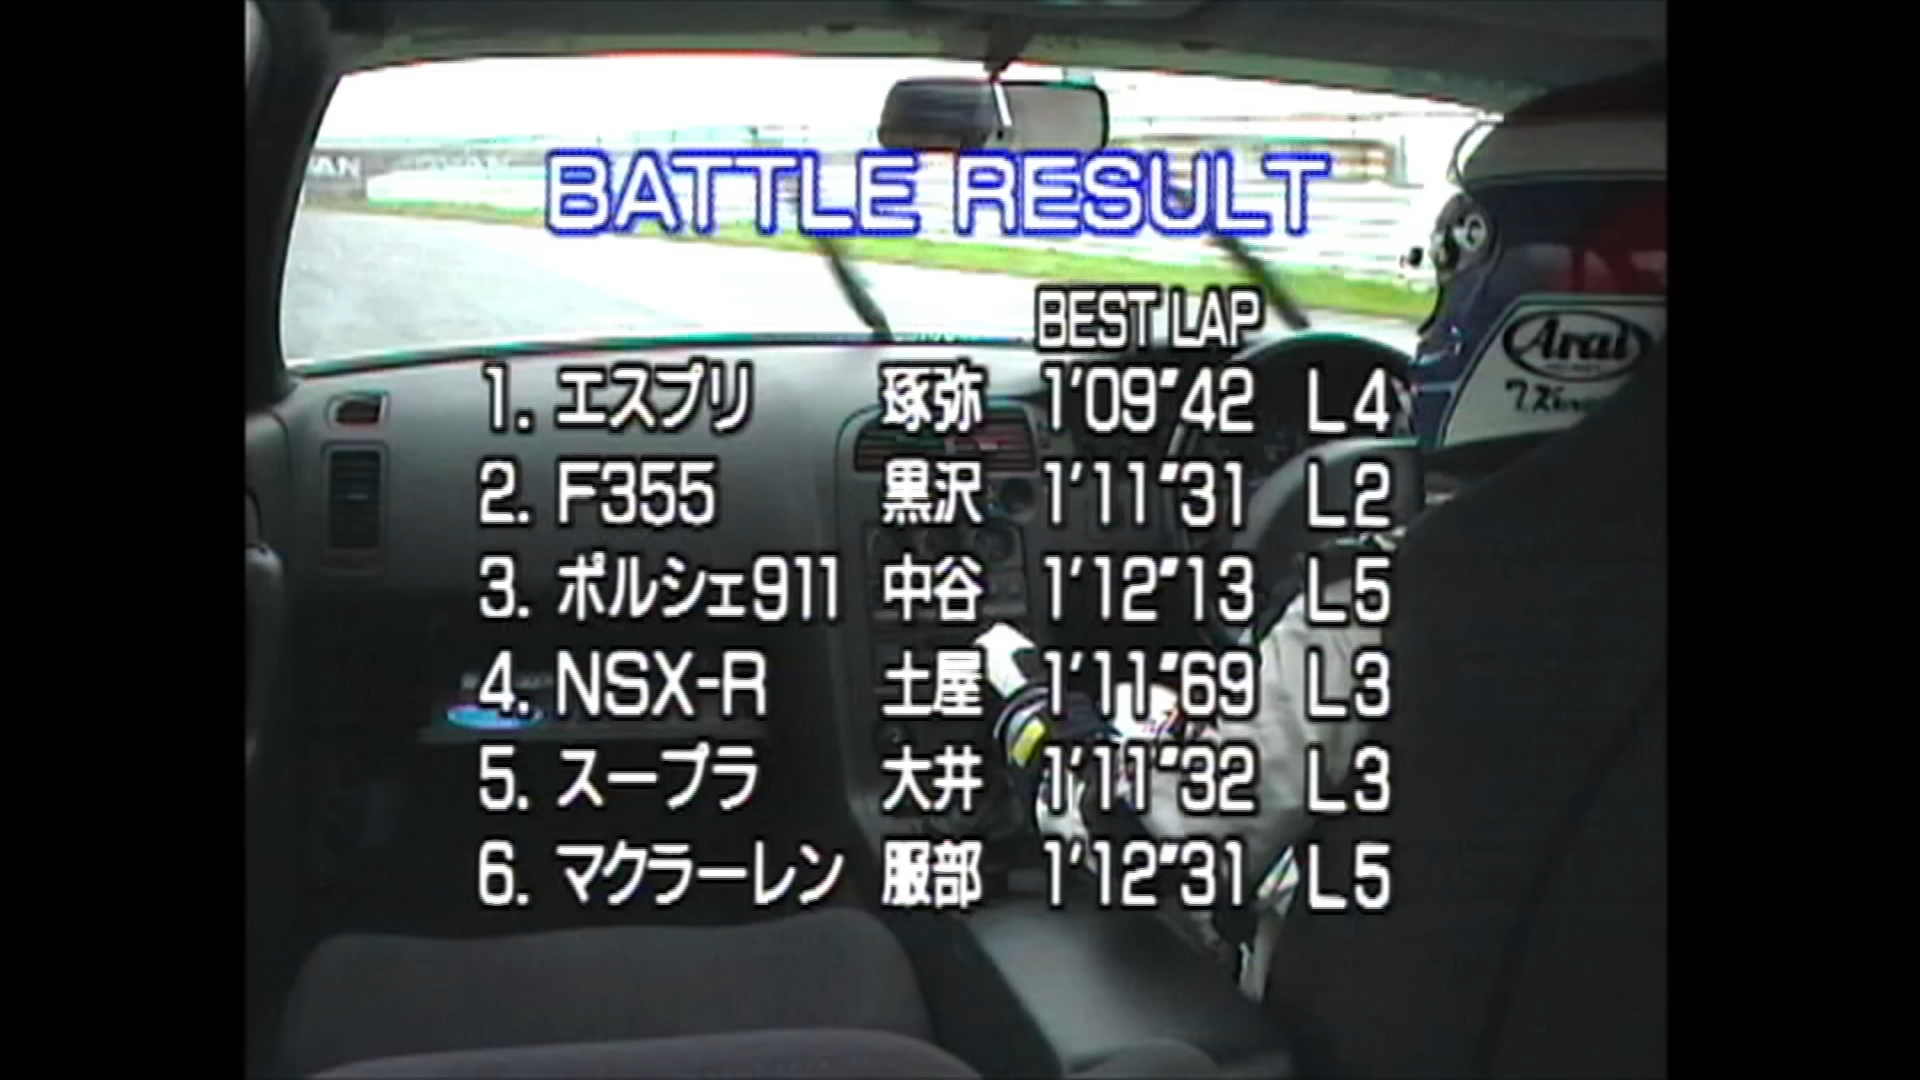 VAN
ADVAN
BATTLE RESULT
BEST LAP
1. エスプリ 琢弥 1'09"42 L4
2. F355 黒沢 1'11"31 L2
3. ポルシェ911 中谷 1'12"13 L5
4. NSX-R 土屋 1'11"69 L3
5. スープラ 大井 1'11"32 L3
6. マクラーレン 服部 1'12"31 L5
Arai